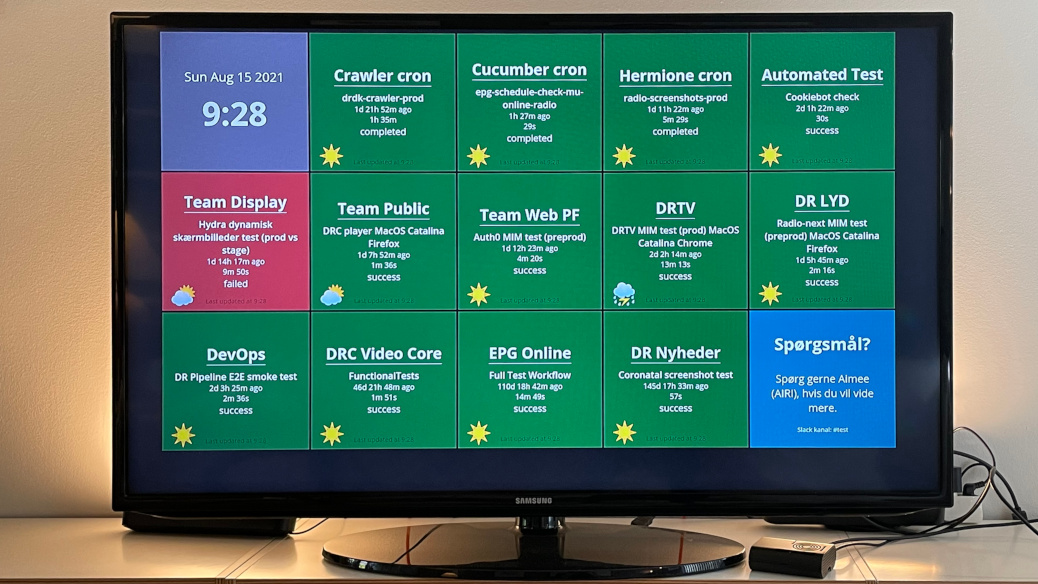 Sun Aug 15 2021
9:28
Crawler cron
drdk-crawler-prod
1d 21h 52m ago
1h 35m
completed
Cucumber cron
epg-schedule-check-mu-
online-radio
1h 27m ago
29s
completed
Hermione cron
radio-screenshots-prod
1d 11h 22m ago
5m 29s
completed
Automated Test
Cookiebot check
2d 1h 22m ago
30s
success
Team Display
Hydra dynamisk
skærmbilleder test (prod vs
stage)
1d 14h 17m ago
9m 50s
failed
Last updated at 9:28
Team Public
DRC player MacOS Catalina
Firefox
1d 7h 52m ago
1m 36s
success
Team Web PF
Auth0 MIM test (preprod)
1d 12h 23m ago
4m 20s
success
DRTV
DRTV MIM test (prod) MacOS
Catalina Chrome
2d 2h 14m ago
13m 13s
success
DR LYD
Radio-next MIM test
(preprod) MacOS Catalina
Firefox
1d 5h 45m ago
2m 16s
success
DevOps
DR Pipeline E2E smoke test
2d 3h 25m ago
2m 36s
success
DRC Video Core
FunctionalTests
46d 21h 48m ago
1m 51s
success
EPG Online
Full Test Workflow
110d 18h 42m ago
14m 49s
success
DR Nyheder
Coronatal screenshot test
145d 17h 33m ago
57s
success
Spørgsmål?
Spørg gerne Aimee
(AIRI), hvis du vil vide
mere.
Slack kanal: #test
SAMSUNG